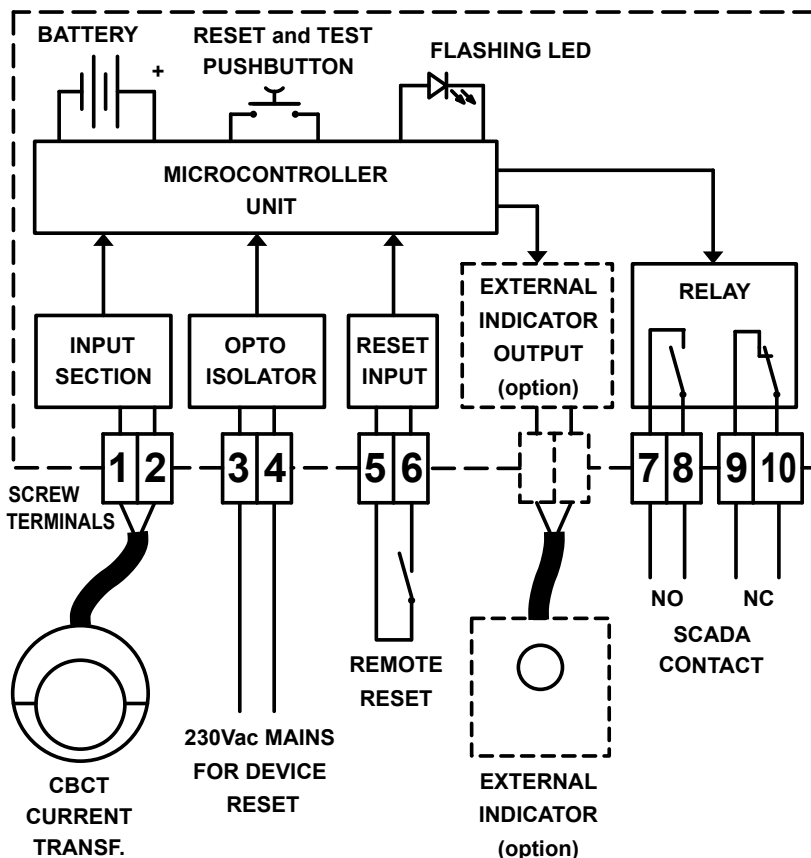 BATTERY
+
RESET and TEST
PUSHBUTTON
FLASHING LED
MICROCONTROLLER
UNIT
INPUT
SECTION
OPTO
ISOLATOR
RESET
INPUT
EXTERNAL
INDICATOR
OUTPUT
(option)
RELAY
1 2
3 4
5 6
7 8
9 10
SCREW
TERMINALS
CBCT
CURRENT
TRANSF.
230Vac MAINS
FOR DEVICE
RESET
REMOTE
RESET
EXTERNAL
INDICATOR
(option)
NO
NC
SCADA
CONTACT